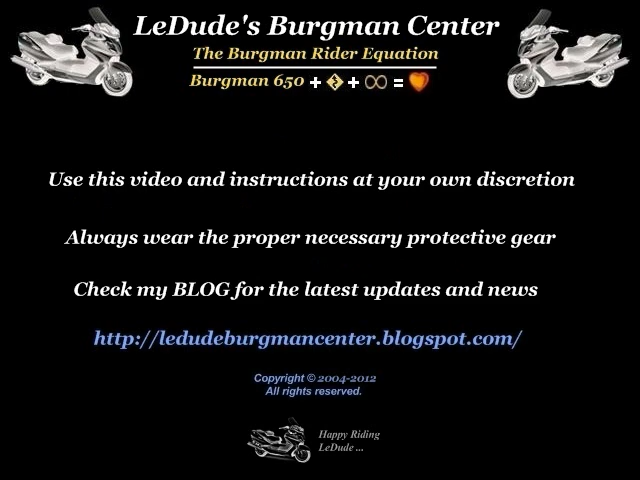 LeDude's Burgman Center
The Burgman Rider Equation
Burgman 650 + + ∞ =
Use this video and instructions at your own discretion
Always wear the proper necessary protective gear
Check my BLOG for the latest updates and news
http://ledudeburgmancenter.blogspot.com/
Copyright © 2004-2012
All rights reserved.
Happy Riding
LeDude ...